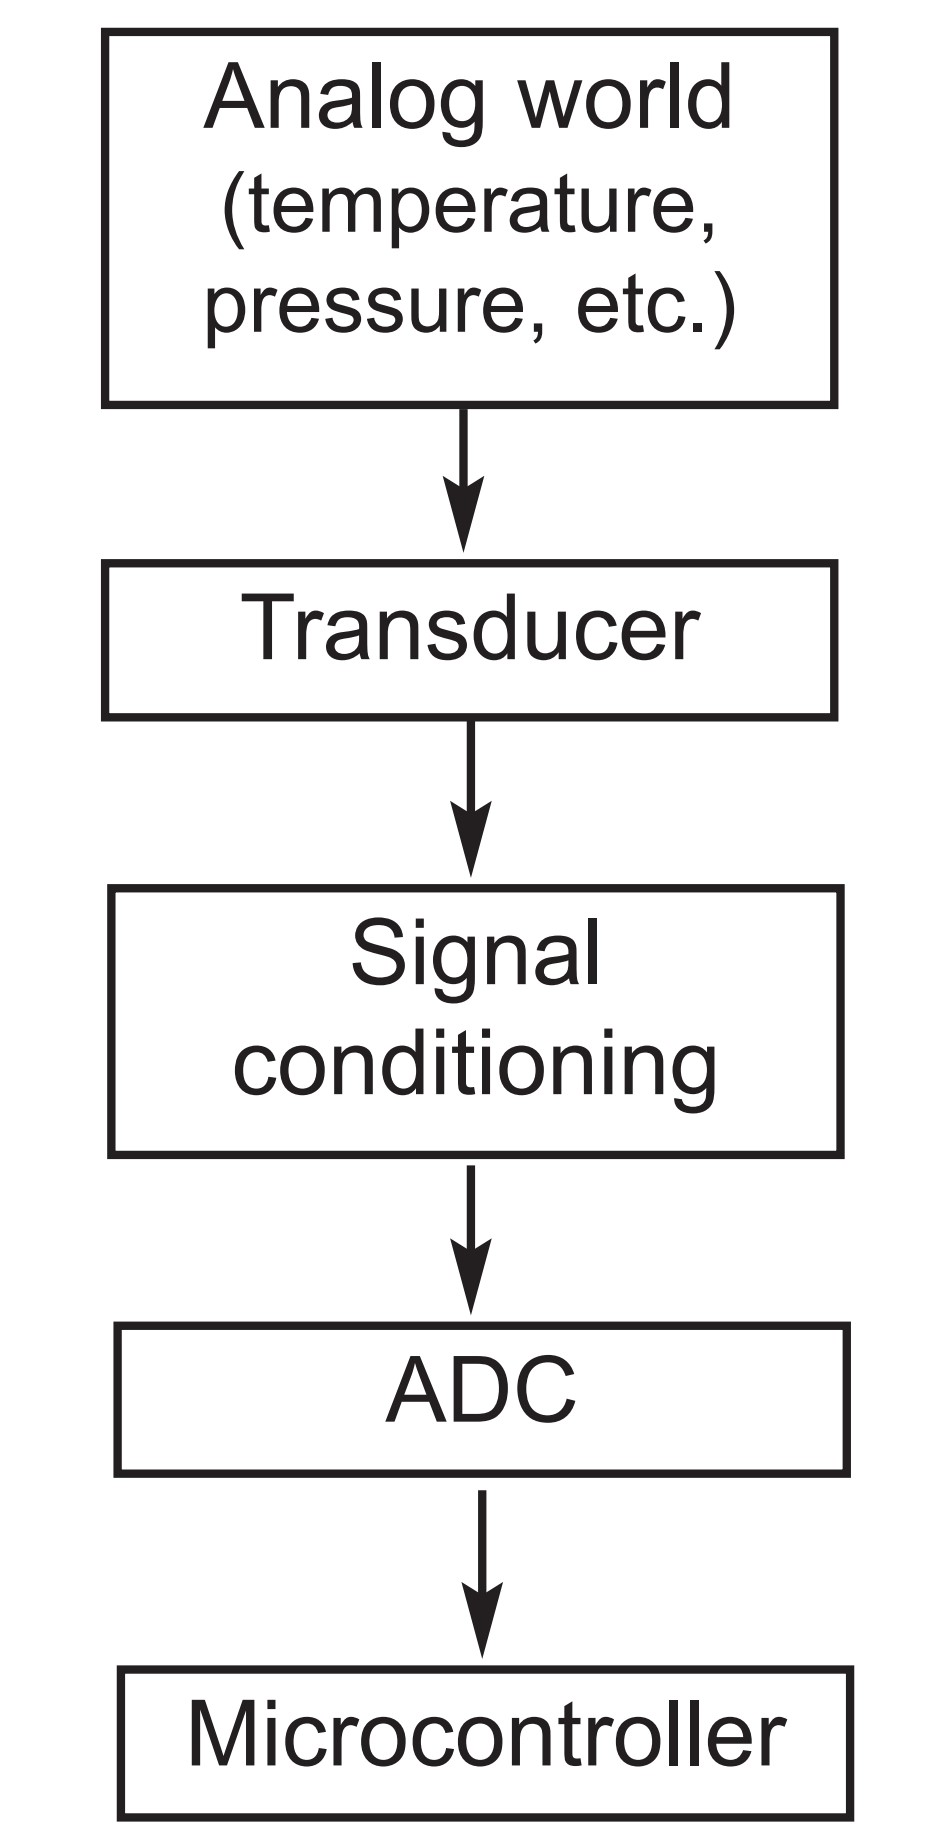 Analog world
(temperature,
pressure, etc.)
Transducer
Signal
conditioning
ADC
Microcontroller